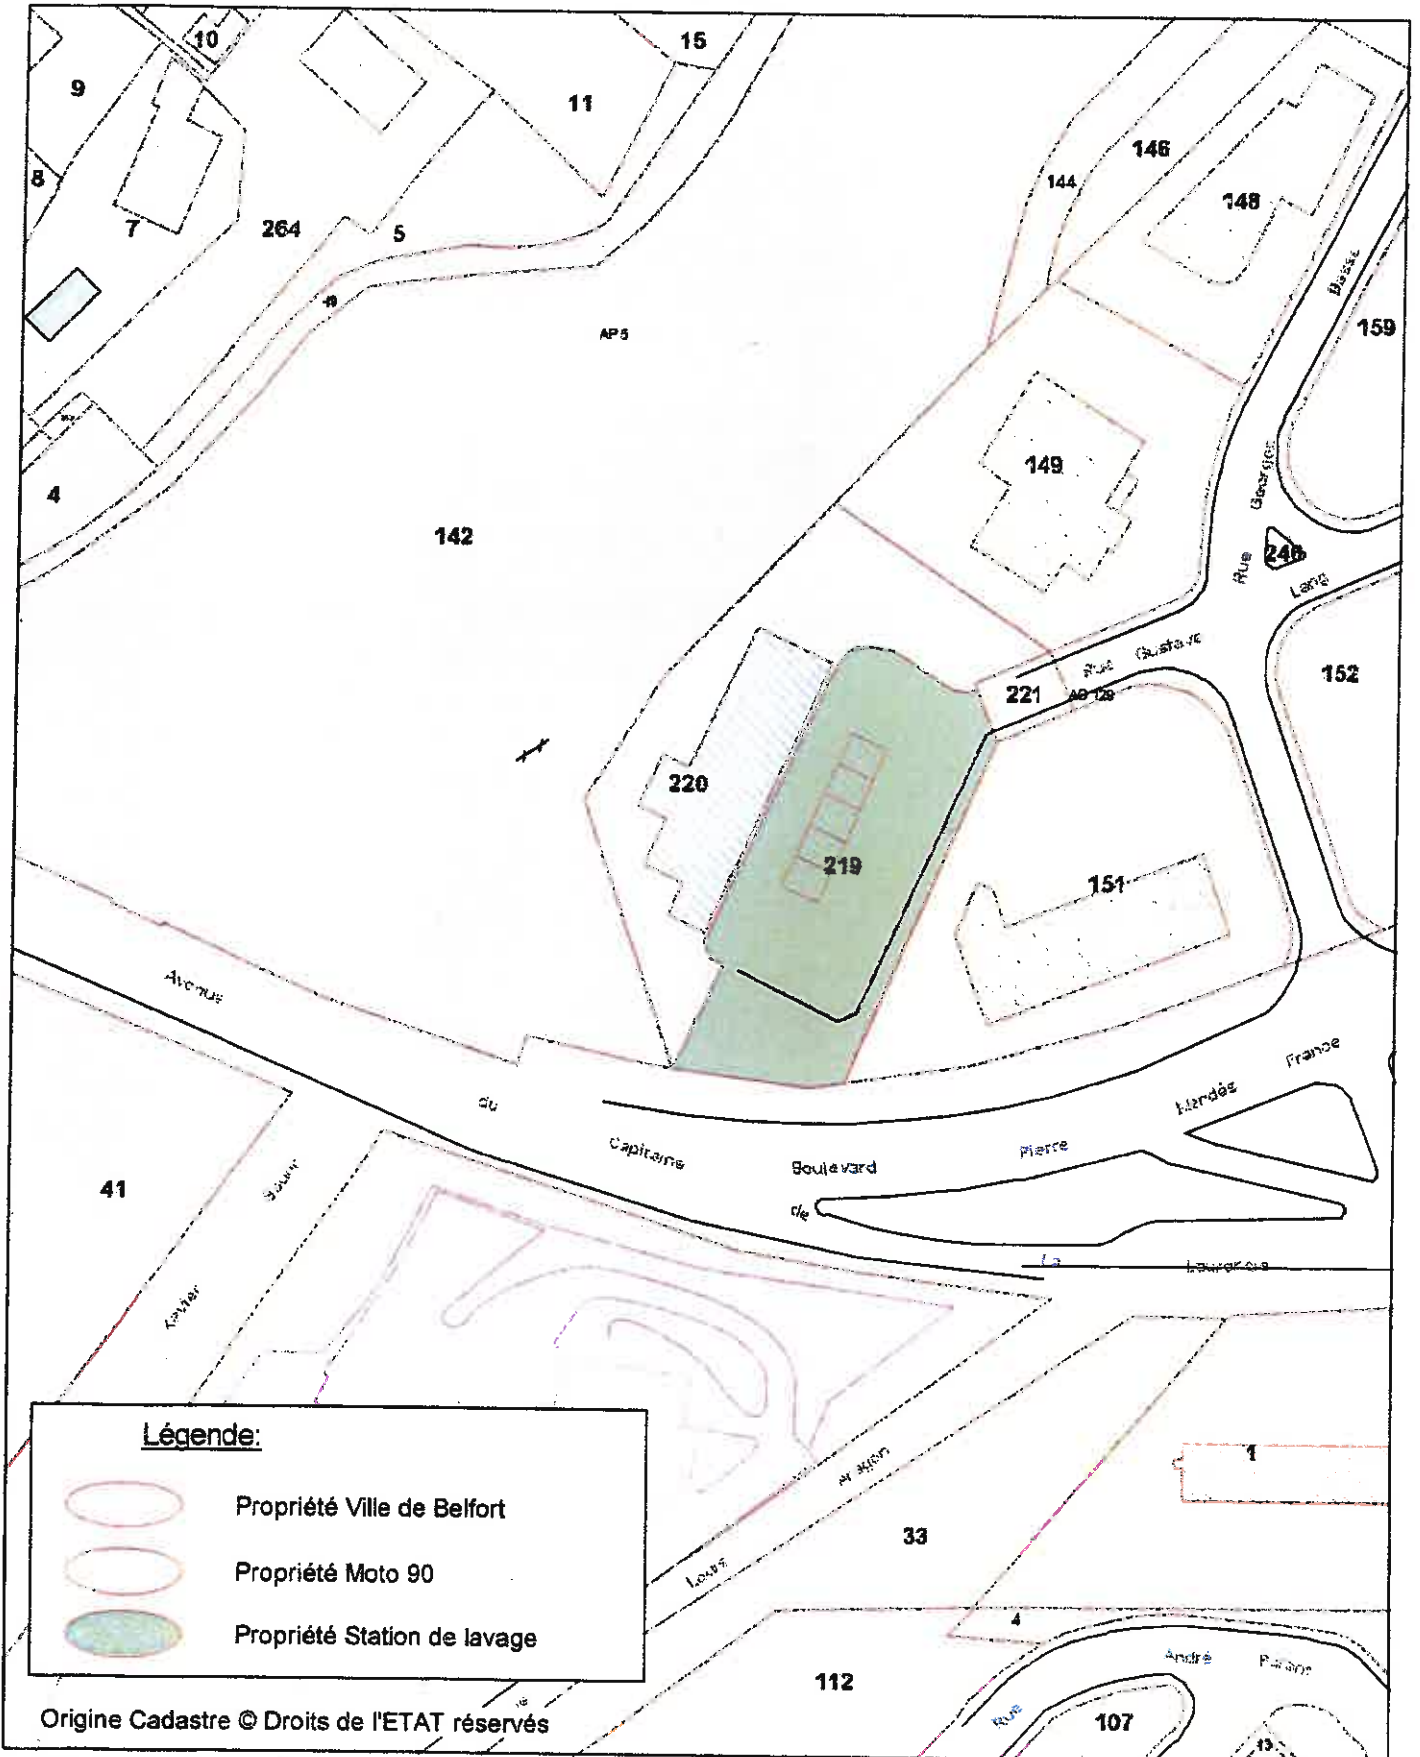 10
15
9
11
146
8
144
148
7
264
5
Basse
159
AP 5
149
4
Georges
142
Rue
246
Lang
Rue Gustave
152
221
220
219
151
Avenue
France
Mendès
du
Capitaine
Boulevard
Pierre
41
de
La
Laurencie
Xavier
Légende:
1
Aragon
Propriété Ville de Belfort
33
Propriété Moto 90
Louis
4
Propriété Station de lavage
André
112
Rue
107
13
Origine Cadastre © Droits de l'ETAT réservés